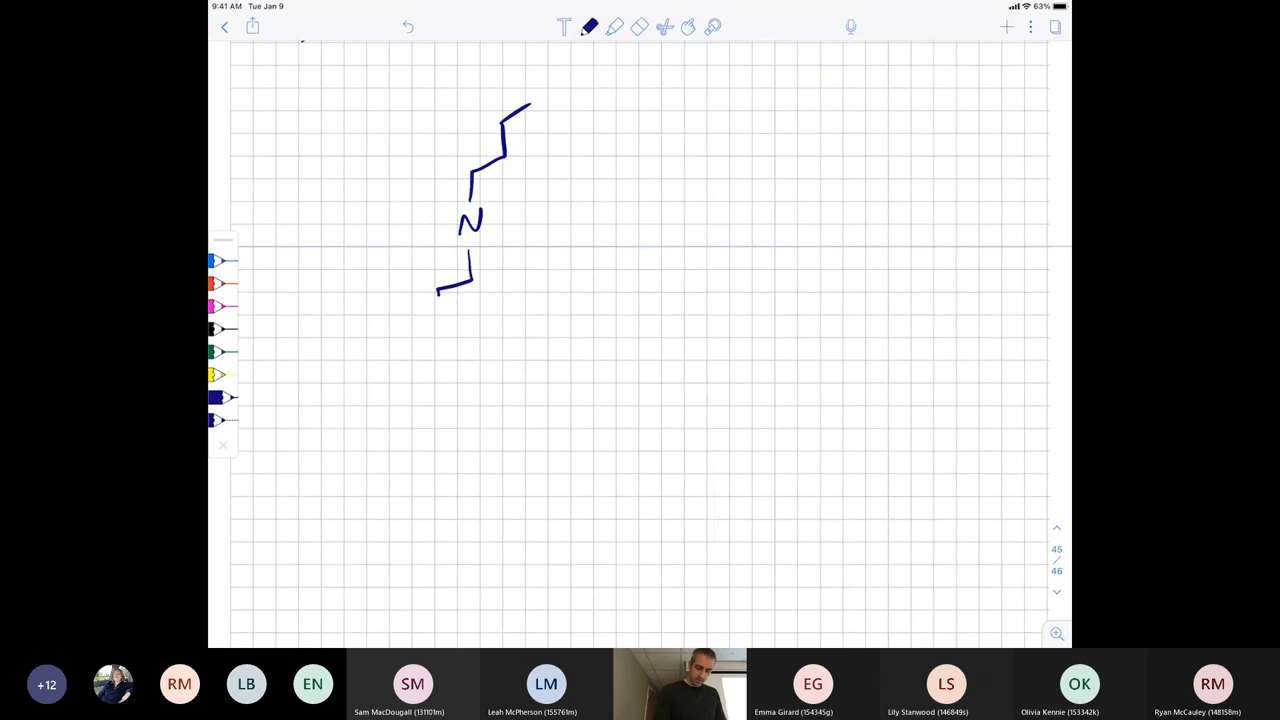 9:41 AM Tue Jan 9
63%
T
N
45
46
+12
RM
LB
EN
SM
LM
EG
LS
OK
RM
Sam MacDougall (131101m)
Leah McPherson (155761m)
Emma Girard (154345g)
Lily Stanwood (146849s)
Olivia Kennie (153342k)
Ryan McCauley (148158m)